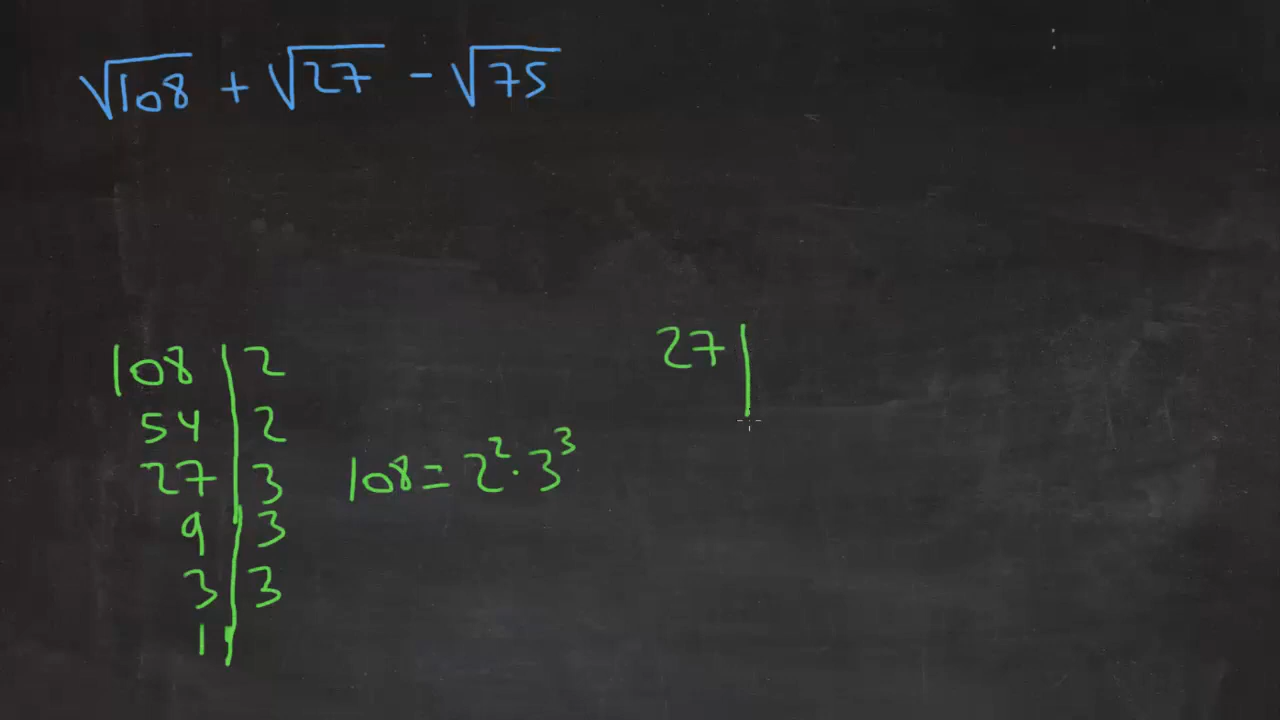 √108 + √27 - √75
108 | 2
54 | 2
27 | 3
9 | 3
3 | 3
1 |
108 = 2² · 3³
27 |